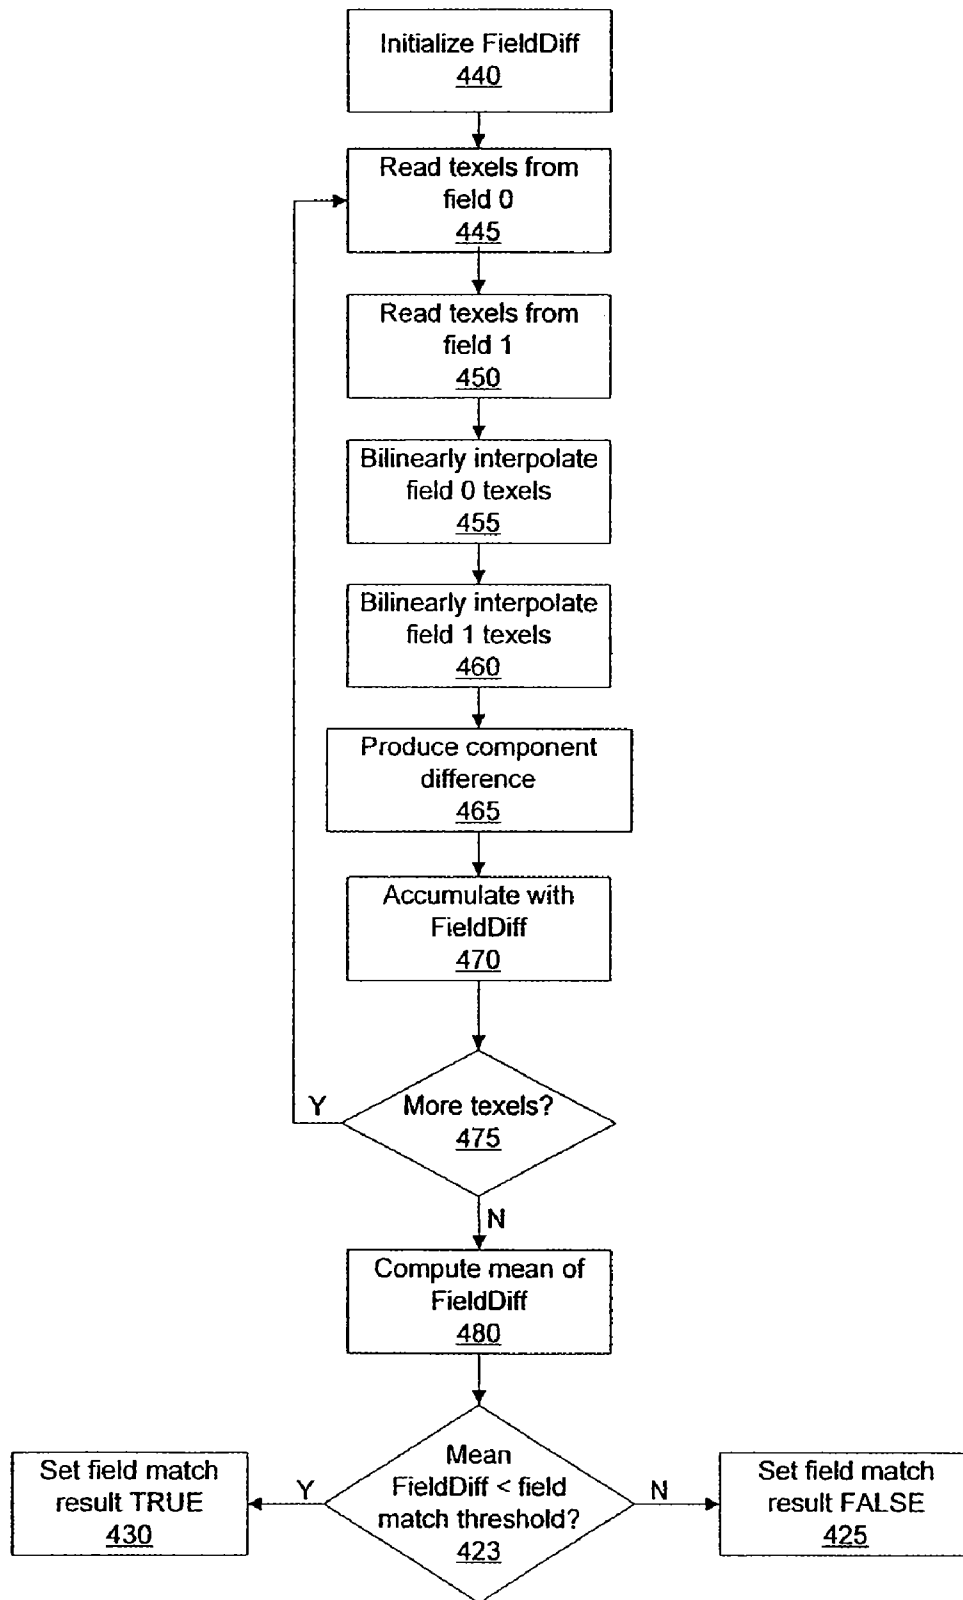 Initialize FieldDiff
440
Read texels from
field 0
445
Read texels from
field 1
450
Bilinearly interpolate
field 0 texels
455
Bilinearly interpolate
field 1 texels
460
Produce component
difference
465
Accumulate with
FieldDiff
470
More texels?
475
Y
N
Compute mean of
FieldDiff
480
Mean
FieldDiff < field
match threshold?
423
Y
N
Set field match
result TRUE
430
Set field match
result FALSE
425